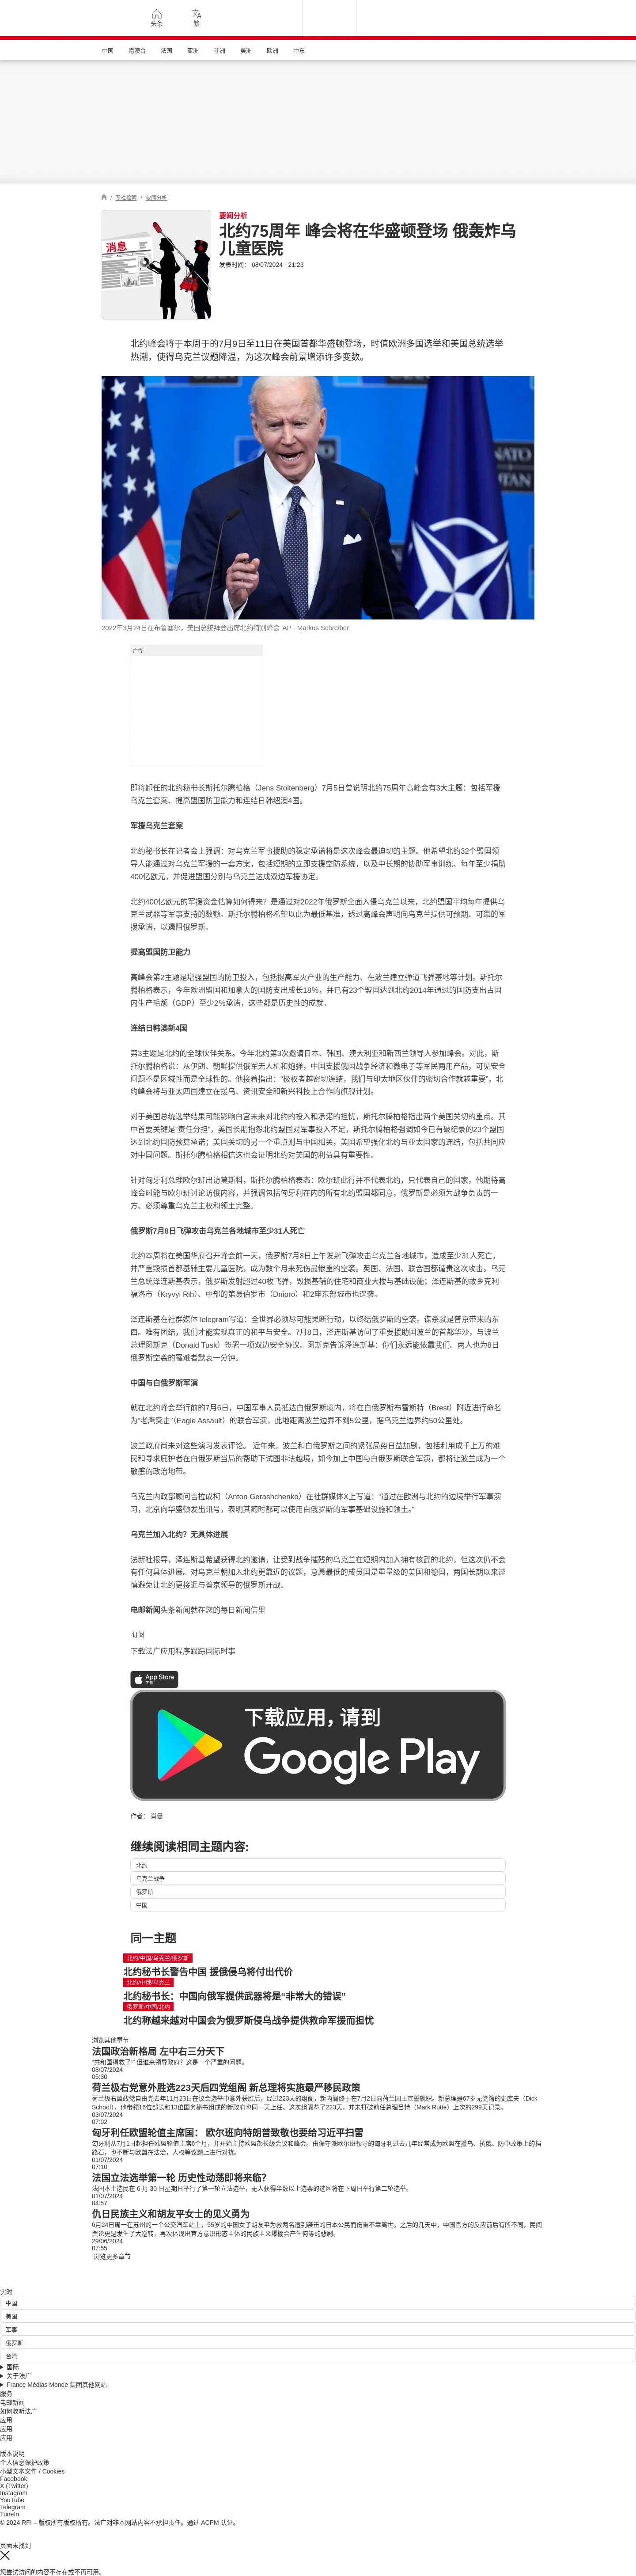 头条
繁
中国 港澳台 法国 亚洲 非洲 美洲 欧洲 中东
/ 专栏检索 / 要闻分析
消息
要闻分析
北约75周年 峰会将在华盛顿登场 俄轰炸乌
儿童医院
发表时间： 08/07/2024 - 21:23
北约峰会将于本周于的7月9日至11日在美国首都华盛顿登场，时值欧洲多国选举和美国总统选举
热潮，使得乌克兰议题降温，为这次峰会前景增添许多变数。
NATO
OTAN
2022年3月24日在布鲁塞尔，美国总统拜登出席北约特别峰会 AP - Markus Schreiber
广告
即将卸任的北约秘书长斯托尔腾柏格（Jens Stoltenberg）7月5日曾说明北约75周年高峰会有3大主题：包括军援
乌克兰套案、提高盟国防卫能力和连结日韩纽澳4国。
军援乌克兰套案
北约秘书长在记者会上强调：对乌克兰军事援助的稳定承诺将是这次峰会最迫切的主题。他希望北约32个盟国领
导人能通过对乌克兰军援的一套方案，包括短期的立即支援空防系统，以及中长期的协助军事训练、每年至少捐助
400亿欧元，并促进盟国分别与乌克兰达成双边军援协定。
北约400亿欧元的军援资金估算如何得来？是通过对2022年俄罗斯全面入侵乌克兰以来，北约盟国平均每年提供乌
克兰武器等军事支持的数额。斯托尔腾柏格希望以此为最低基准，透过高峰会声明向乌克兰提供可预期、可靠的军
援承诺，以遏阻俄罗斯。
提高盟国防卫能力
高峰会第2主题是增强盟国的防卫投入，包括提高军火产业的生产能力、在波兰建立弹道飞弹基地等计划。斯托尔
腾柏格表示，今年欧洲盟国和加拿大的国防支出成长18%，并已有23个盟国达到北约2014年通过的国防支出占国
内生产毛额（GDP）至少2%承诺，这些都是历史性的成就。
连结日韩澳新4国
第3主题是北约的全球伙伴关系。今年北约第3次邀请日本、韩国、澳大利亚和新西兰领导人参加峰会。对此，斯
托尔腾柏格说：从伊朗、朝鲜提供俄军无人机和炮弹，中国支援俄国战争经济和微电子等军民两用产品，可见安全
问题不是区域性而是全球性的。他接着指出：“极权者越密切连结，我们与印太地区伙伴的密切合作就越重要”，北
约峰会将与亚太四国建立在援乌、资讯安全和新兴科技上合作的旗舰计划。
对于美国总统选举结果可能影响白宫未来对北约的投入和承诺的担忧，斯托尔腾柏格指出两个美国关切的重点。其
中首要关键是“责任分担”，美国长期抱怨北约盟国对军事投入不足，斯托尔腾柏格强调如今已有破纪录的23个盟国
达到北约国防预算承诺；美国关切的另一个重点则与中国相关，美国希望强化北约与亚太国家的连结，包括共同应
对中国问题。斯托尔腾柏格相信这也会证明北约对美国的利益具有重要性。
针对匈牙利总理欧尔班出访莫斯科，斯托尔腾柏格表态：欧尔班此行并不代表北约，只代表自己的国家，他期待高
峰会时能与欧尔班讨论访俄内容，并强调包括匈牙利在内的所有北约盟国都同意，俄罗斯是必须为战争负责的一
方、必须尊重乌克兰主权和领土完整。
俄罗斯7月8日飞弹攻击乌克兰各地城市至少31人死亡
北约本周将在美国华府召开峰会前一天，俄罗斯7月8日上午发射飞弹攻击乌克兰各地城市，造成至少31人死亡，
并严重毁损首都基辅主要儿童医院，成为数个月来死伤最惨重的空袭。英国、法国、联合国都谴责这次攻击。乌克
兰总统泽连斯基表示，俄罗斯发射超过40枚飞弹，毁损基辅的住宅和商业大楼与基础设施；泽连斯基的故乡克利
福洛市（Kryvyi Rih）、中部的第聂伯罗市（Dnipro）和2座东部城市也遇袭。
泽连斯基在社群媒体Telegram写道：全世界必须尽可能果断行动，以终结俄罗斯的空袭。谋杀就是普京带来的东
西。唯有团结，我们才能实现真正的和平与安全。7月8日，泽连斯基访问了重要援助国波兰的首都华沙，与波兰
总理图斯克（Donald Tusk）签署一项双边安全协议。图斯克告诉泽连斯基：你们永远能依靠我们。两人也为8日
俄罗斯空袭的罹难者默哀一分钟。
中国与白俄罗斯军演
就在北约峰会举行前的7月6日，中国军事人员抵达白俄罗斯境内，将在白俄罗斯布雷斯特（Brest）附近进行命名
为“老鹰突击”（Eagle Assault）的联合军演，此地距离波兰边界不到5公里，据乌克兰边界约50公里处。
波兰政府尚未对这些演习发表评论。 近年来，波兰和白俄罗斯之间的紧张局势日益加剧，包括利用成千上万的难
民和寻求庇护者在白俄罗斯当局的帮助下试图非法越境，如今加上中国与白俄罗斯联合军演，都将让波兰成为一个
敏感的政治地带。
乌克兰内政部顾问吉拉成柯（Anton Gerashchenko）在社群媒体X上写道：“通过在欧洲与北约的边境举行军事演
习，北京向华盛顿发出讯号，表明其随时都可以使用白俄罗斯的军事基础设施和领土。”
乌克兰加入北约？无具体进展
法新社报导，泽连斯基希望获得北约邀请，让受到战争摧残的乌克兰在短期内加入拥有核武的北约，但这次仍不会
有任何具体进展。对乌克兰朝加入北约更靠近的议题，意愿最低的成员国是重量级的美国和德国，两国长期以来谨
慎避免让北约更接近与普京领导的俄罗斯开战。
电邮新闻头条新闻就在您的每日新闻信里
订阅
下载法广应用程序跟踪国际时事
App Store
下载
下载应用，请到
Google Play
作者： 肖曼
继续阅读相同主题内容:
北约
乌克兰战争
俄罗斯
中国
同一主题
北约/中国/乌克兰/俄罗斯
北约秘书长警告中国 援俄侵乌将付出代价
北约/中俄/乌克兰
北约秘书长：中国向俄军提供武器将是“非常大的错误”
俄罗斯/中国/北约
北约称越来越对中国会为俄罗斯侵乌战争提供救命军援而担忧
浏览其他章节
法国政治新格局 左中右三分天下
“共和国得救了!” 但谁来领导政府？这是一个严重的问题。
08/07/2024
05:30
荷兰极右党意外胜选223天后四党组阁 新总理将实施最严移民政策
荷兰极右翼政党自由党去年11月23日在议会选举中意外获胜后，经过223天的组阁，新内阁终于在7月2日向荷兰国王宣誓就职。新总理是67岁无党籍的史库夫（Dick
Schoof），他带领16位部长和13位国务秘书组成的新政府也同一天上任。这次组阁花了223天，并未打破前任总理吕特（Mark Rutte）上次的299天记录。
03/07/2024
07:02
匈牙利任欧盟轮值主席国： 欧尔班向特朗普致敬也要给习近平扫雷
匈牙利从7月1日起担任欧盟轮值主席6个月，并开始主持欧盟部长级会议和峰会。由保守派欧尔班领导的匈牙利过去几年经常成为欧盟在援乌、抗俄、防中政策上的挡
路石，也不断与欧盟在法治，人权等议题上进行对抗。
01/07/2024
07:10
法国立法选举第一轮 历史性动荡即将来临？
法国本土选民在 6 月 30 日星期日举行了第一轮立法选举，无人获得半数以上选票的选区将在下周日举行第二轮选举。
01/07/2024
04:57
仇日民族主义和胡友平女士的见义勇为
6月24日周一在苏州的一个公交汽车站上，55岁的中国女子胡友平为救两名遭到袭击的日本公民而伤重不幸离世。之后的几天中，中国官方的反应前后有所不同，民间
舆论更是发生了大逆转，再次体现出官方意识形态主体的民族主义爆棚会产生何等的悲剧。
29/06/2024
07:55
浏览更多章节
实时
中国
美国
军事
俄罗斯
台湾
国际
关于法广
France Médias Monde 集团其他网站
服务
电邮新闻
如何收听法广
应用
应用
应用
版本说明
个人信息保护政策
小型文本文件 / Cookies
Facebook
X (Twitter)
Instagram
YouTube
Telegram
TuneIn
© 2024 RFI – 版权所有版权所有。法广对非本网站内容不承担责任。通过 ACPM 认证。
页面未找到
您尝试访问的内容不存在或不再可用。